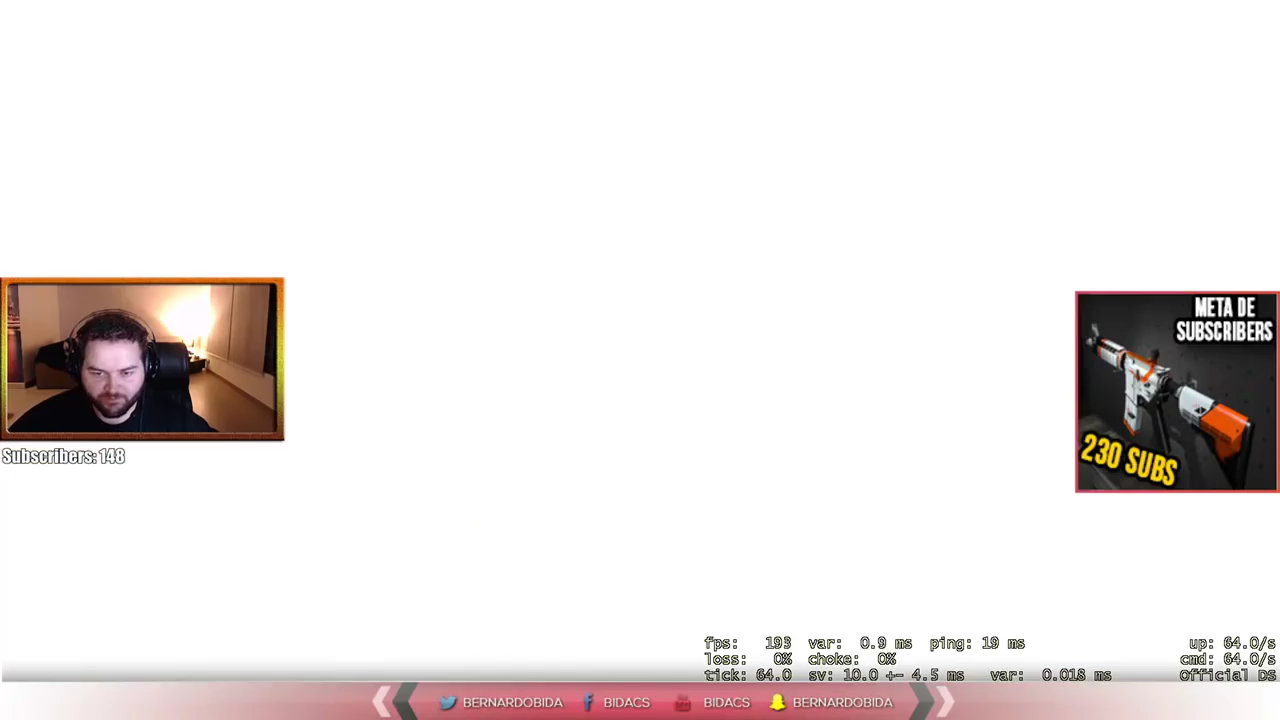 META DE
SUBSCRIBERS
230 SUBS
Subscribers: 148
fps: 193 var: 0.9 ms ping: 19 ms up: 64.0/s
loss: 0% choke: 0% cmd: 64.0/s
tick: 64.0 sv: 10.0 +- 4.5 ms var: 0.018 ms Official DS
BERNARDOBIDA BIDACS BIDACS BERNARDOBIDA